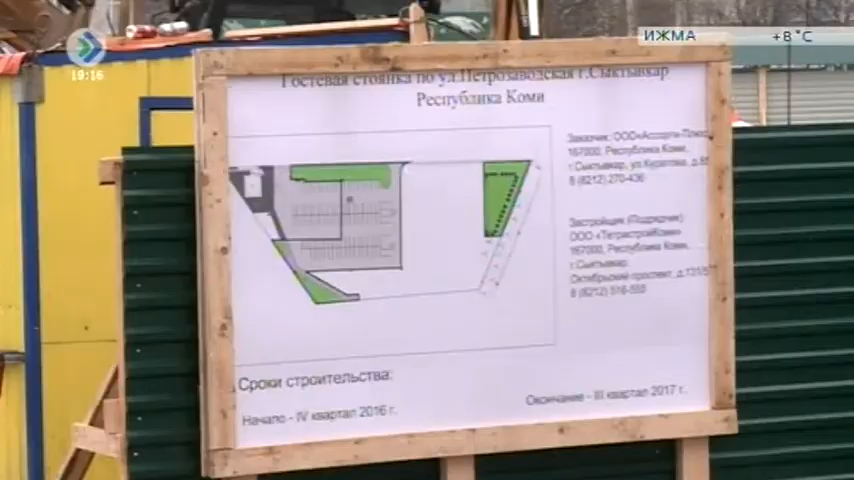 ИЖМА +8°C
19:16
Гостевая стоянка по ул.Петрозаводская г.Сыктывкар
Республика Коми
Заказчик: ООО«Ассорти-Плюс»
167000, Республика Коми,
г.Сыктывкар, ул.Куратова, д.
8 (8212) 270-436
Застройщик (Подрядчик)
ООО «ТетрастройКоми»
167000, Республика Коми,
г.Сыктывкар,
Октябрьский проспект, д.131/
8 (8212) 516-555
Сроки строительства:
Начало - IV квартал 2016 г.
Окончание - III квартал 2017 г.